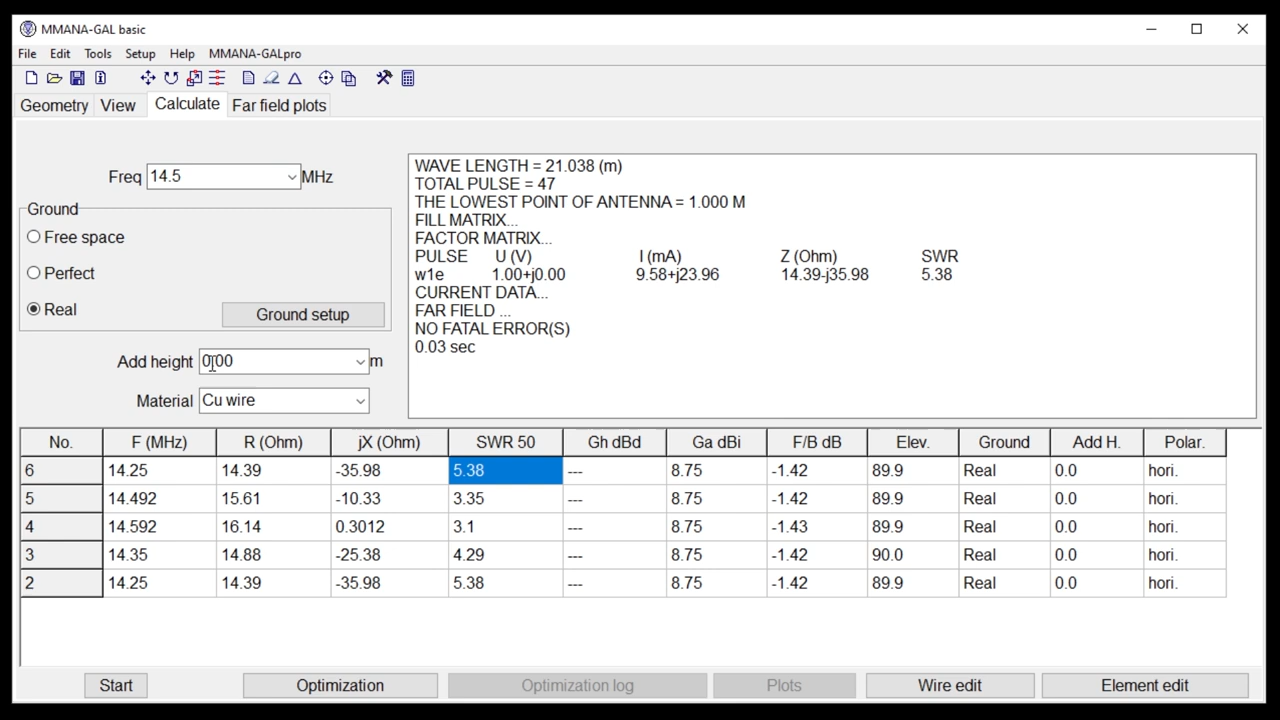 MMANA-GAL basic
File Edit Tools Setup Help MMANA-GALpro
Geometry View Calculate Far field plots
Freq 14.5 MHz
Ground
Free space
Perfect
Real
Ground setup
Add height 0.00 m
Material Cu wire
WAVE LENGTH = 21.038 (m)
TOTAL PULSE = 47
THE LOWEST POINT OF ANTENNA = 1.000 M
FILL MATRIX...
FACTOR MATRIX...
PULSE U (V) I (mA) Z (Ohm) SWR
w1e 1.00+j0.00 9.58+j23.96 14.39-j35.98 5.38
CURRENT DATA...
FAR FIELD ...
NO FATAL ERROR(S)
0.03 sec
No. F (MHz) R (Ohm) jX (Ohm) SWR 50 Gh dBd Ga dBi F/B dB Elev. Ground Add H. Polar.
6 14.25 14.39 -35.98 5.38 --- 8.75 -1.42 89.9 Real 0.0 hori.
5 14.492 15.61 -10.33 3.35 --- 8.75 -1.42 89.9 Real 0.0 hori.
4 14.592 16.14 0.3012 3.1 --- 8.75 -1.43 89.9 Real 0.0 hori.
3 14.35 14.88 -25.38 4.29 --- 8.75 -1.42 90.0 Real 0.0 hori.
2 14.25 14.39 -35.98 5.38 --- 8.75 -1.42 89.9 Real 0.0 hori.
Start Optimization Optimization log Plots Wire edit Element edit